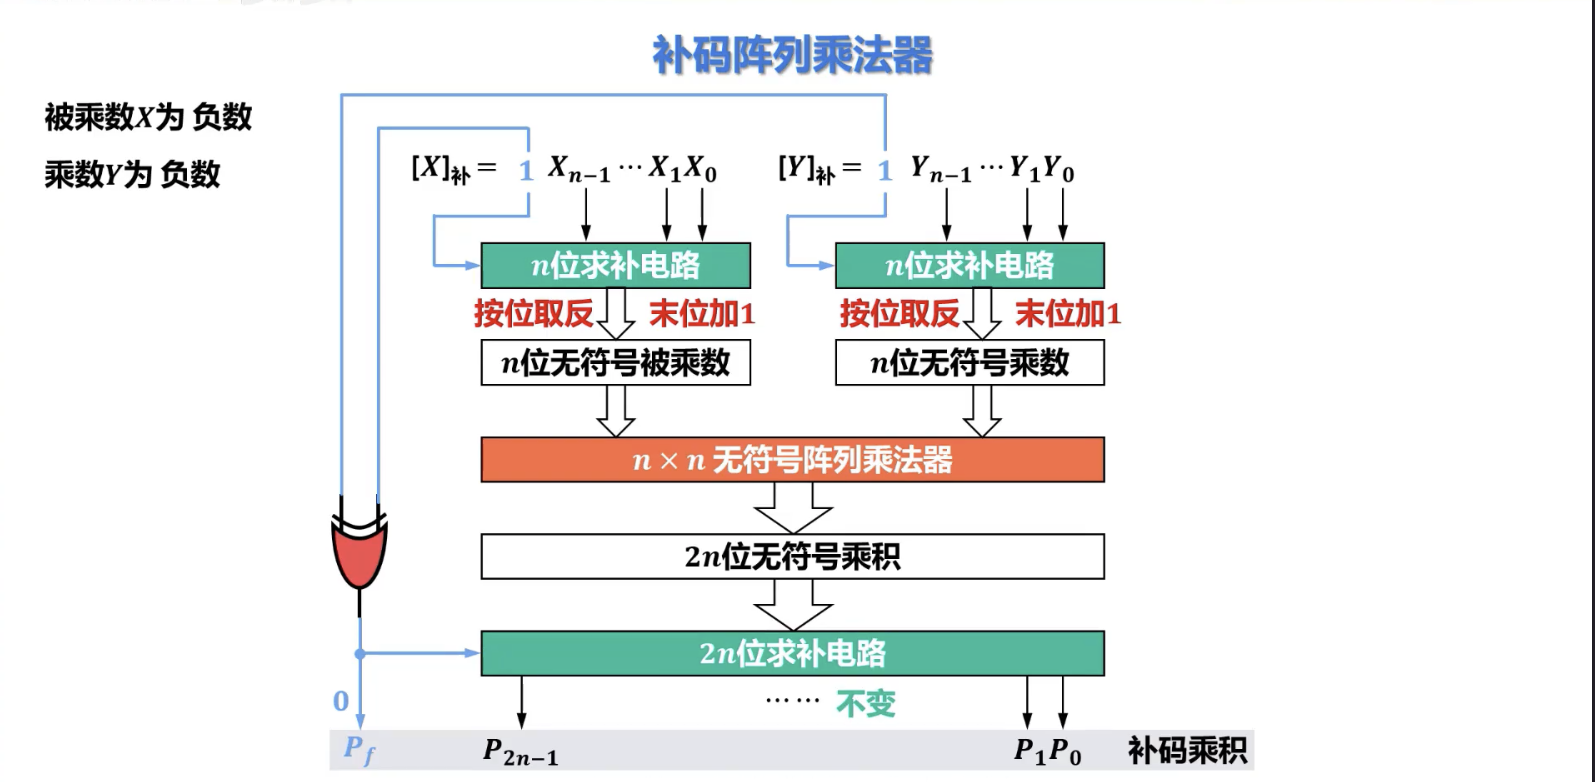 补码阵列乘法器
被乘数X为 负数
乘数Y为 负数
[X]补 = 1 Xn−1 ⋯ X1X0
[Y]补 = 1 Yn−1 ⋯ Y1Y0
n位求补电路
n位求补电路
按位取反 末位加1
按位取反 末位加1
n位无符号被乘数
n位无符号乘数
n × n 无符号阵列乘法器
2n位无符号乘积
2n位求补电路
0
⋯⋯ 不变
Pf P2n−1 P1P0 补码乘积